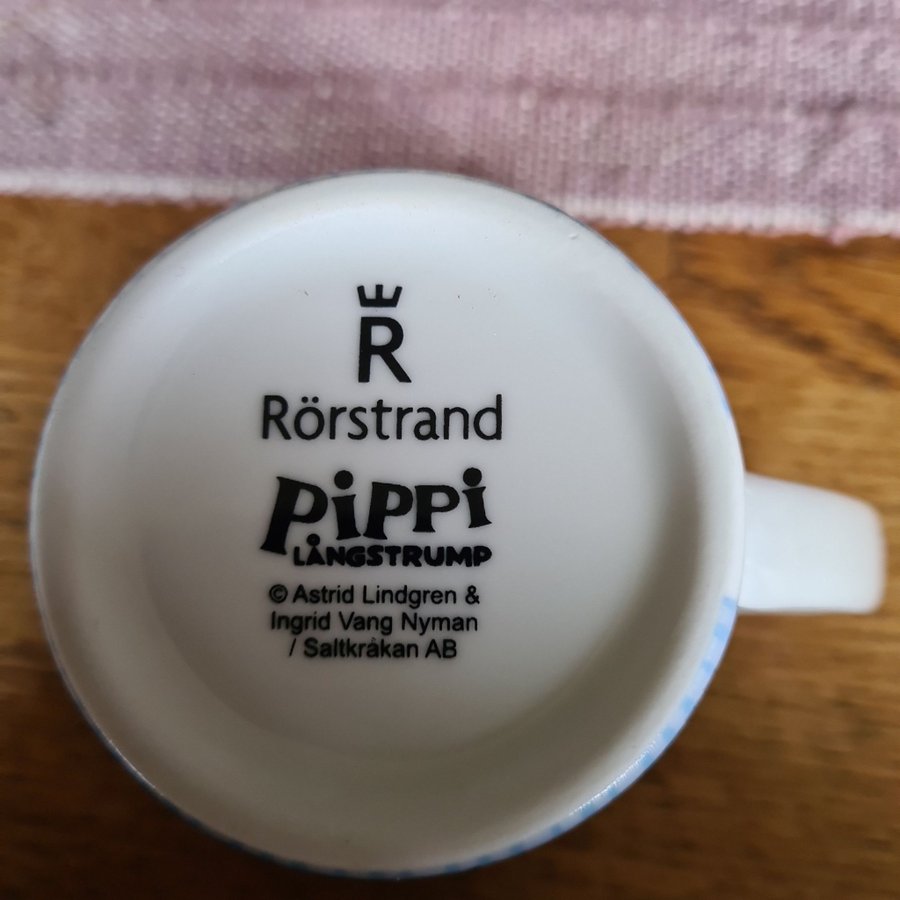 R
Rörstrand
PiPPi
LÅNGSTRUMP
© Astrid Lindgren &
Ingrid Vang Nyman
/ Saltkråkan AB